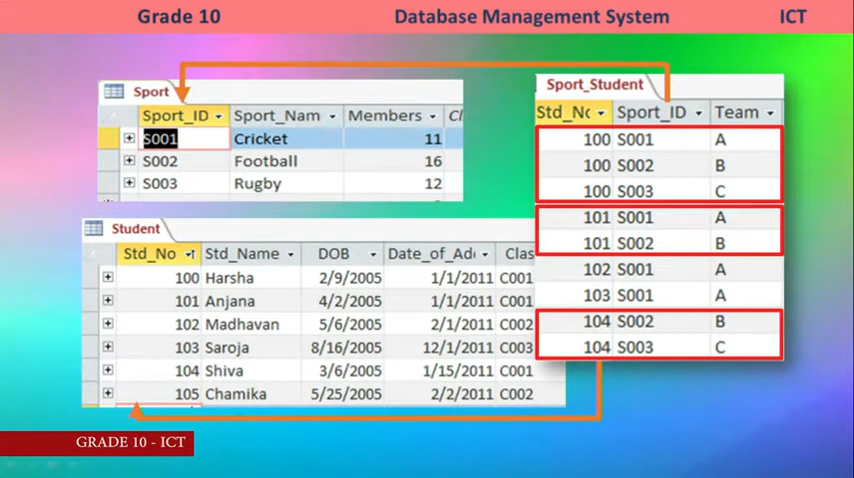 Grade 10 Database Management System ICT
Sport
Sport_ID Sport_Nam Members Cl
S001 Cricket 11
S002 Football 16
S003 Rugby 12
Sport_Student
Std_Nc Sport_ID Team
100 S001 A
100 S002 B
100 S003 C
101 S001 A
101 S002 B
102 S001 A
103 S001 A
104 S002 B
104 S003 C
Student
Std_No Std_Name DOB Date_of_Ad Clas
100 Harsha 2/9/2005 1/1/2011 C001
101 Anjana 4/2/2005 1/1/2011 C001
102 Madhavan 5/6/2005 2/1/2011 C002
103 Saroja 8/16/2005 12/1/2011 C003
104 Shiva 3/6/2005 1/15/2011 C001
105 Chamika 5/25/2005 2/2/2011 C002
GRADE 10 - ICT